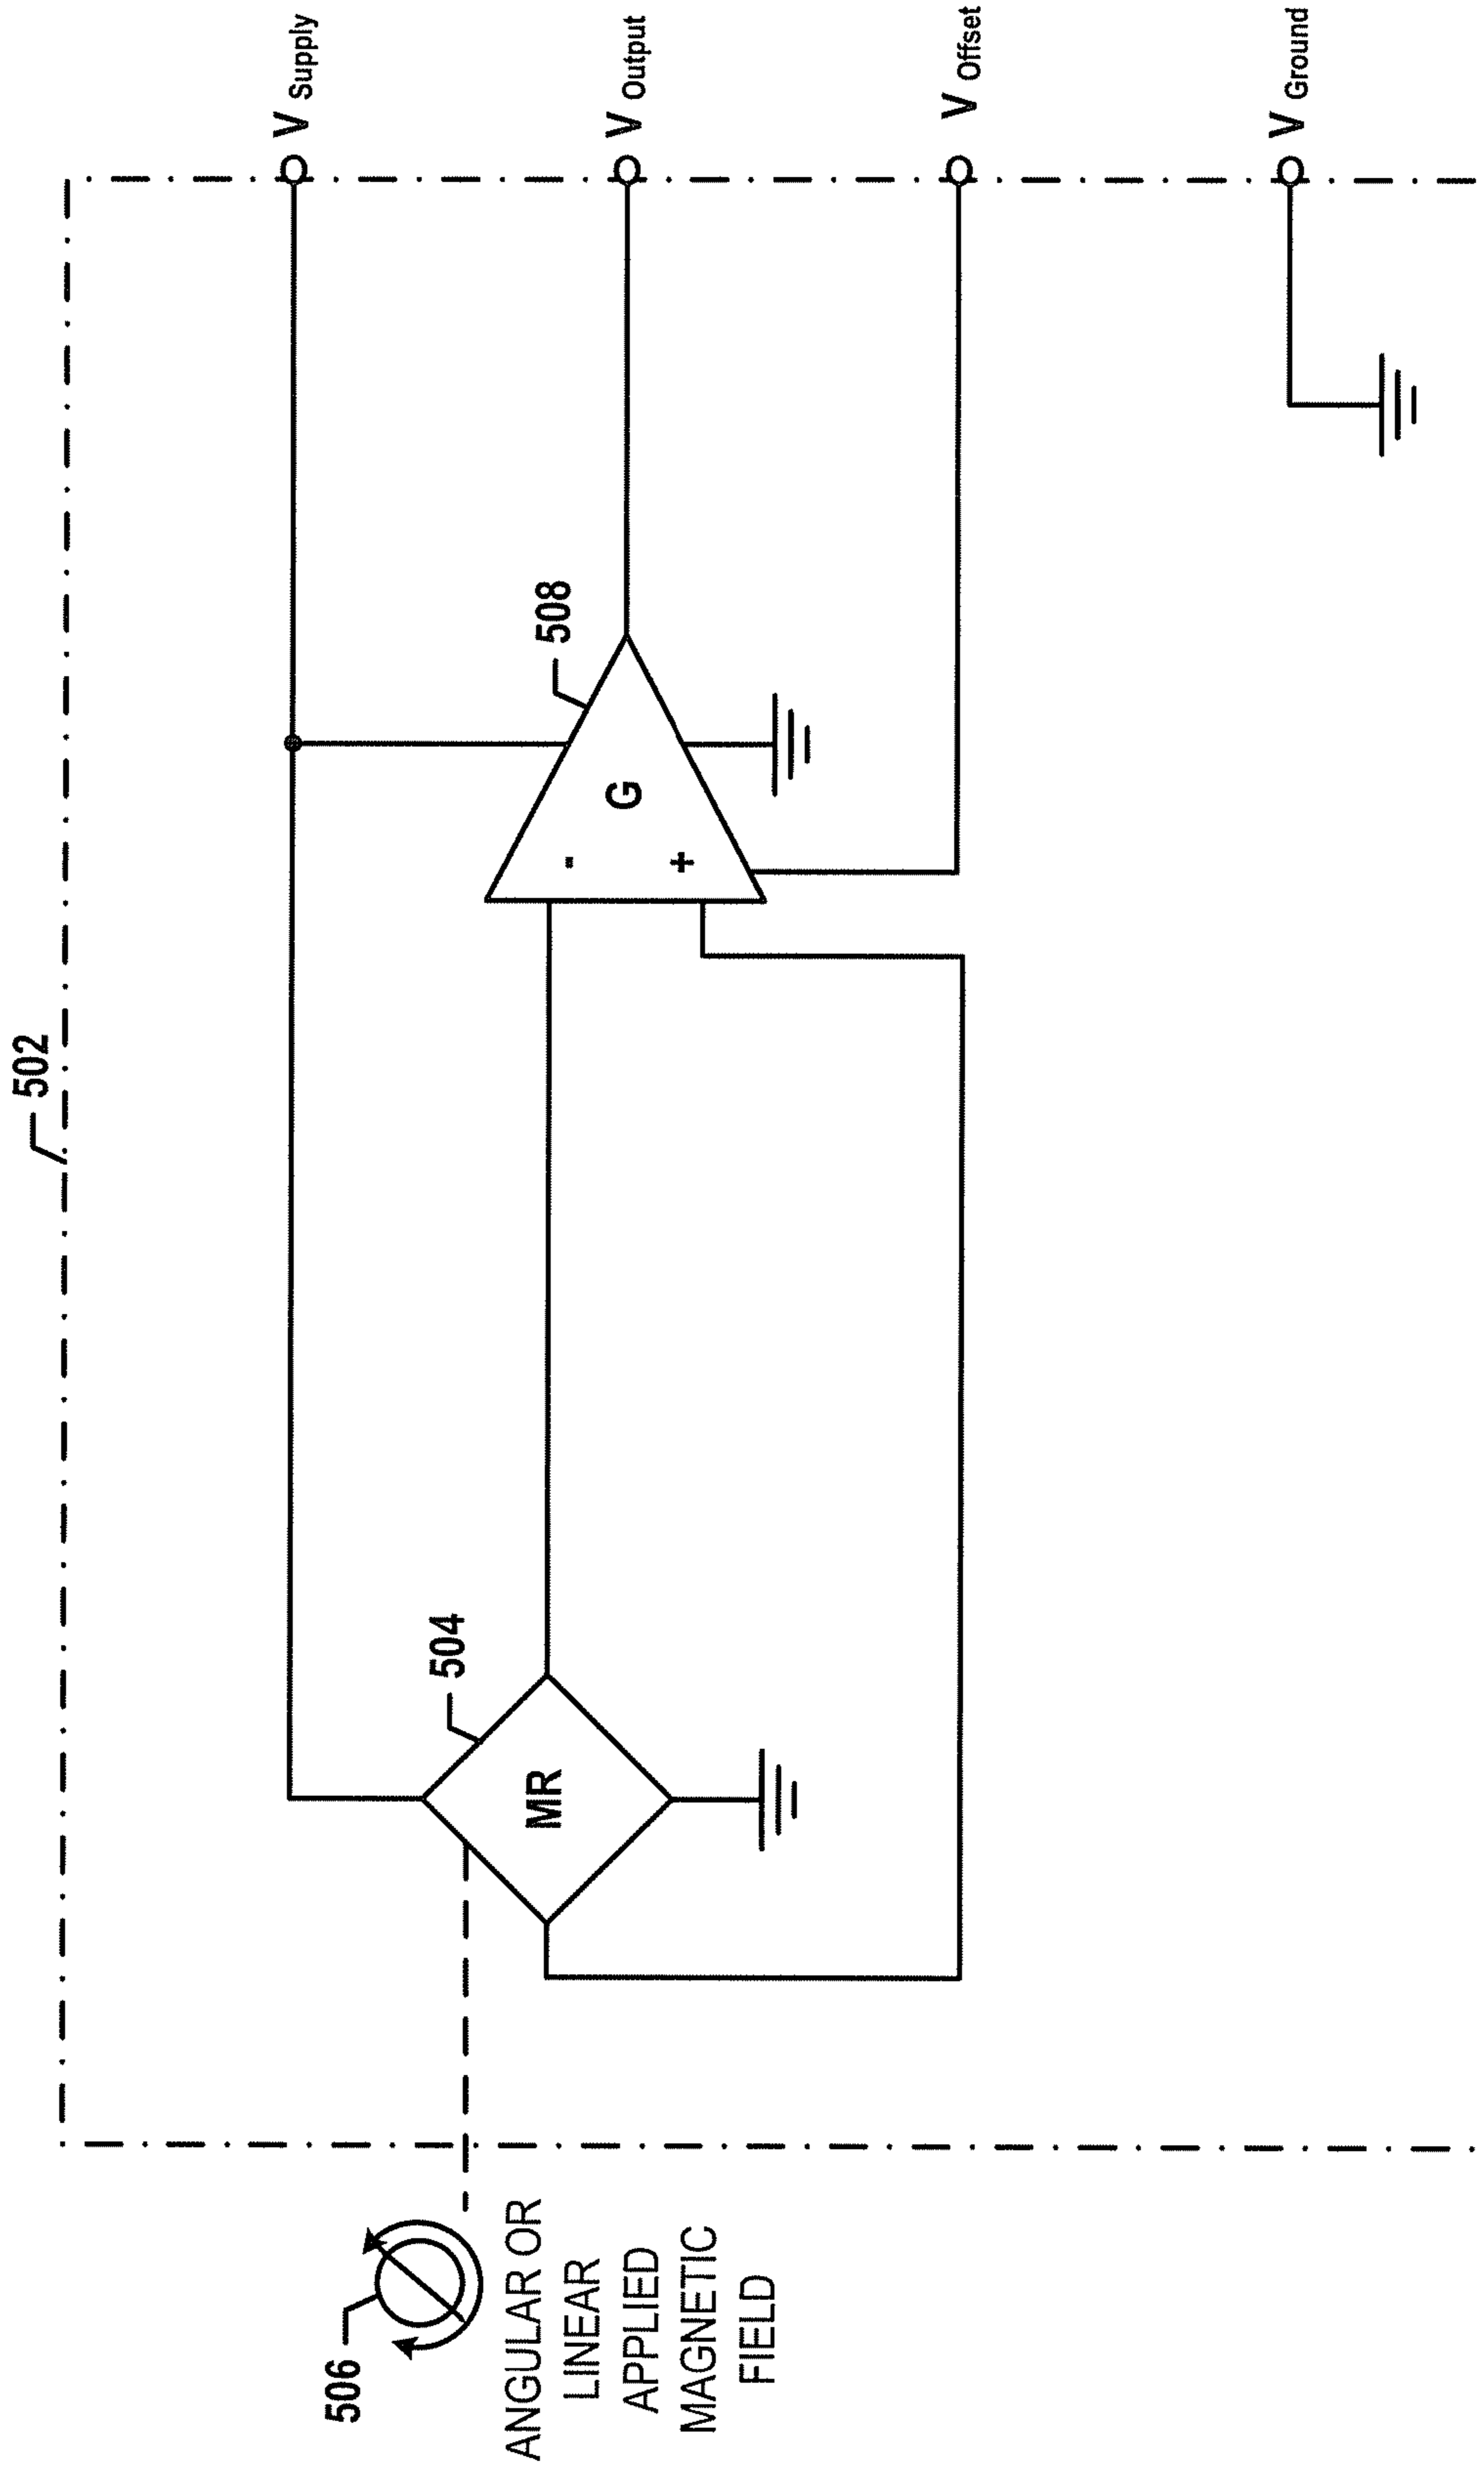 502
V Supply
508
G
-
+
V Output
504
MR
V Offset
506
ANGULAR OR
LINEAR
APPLIED
MAGNETIC
FIELD
V Ground